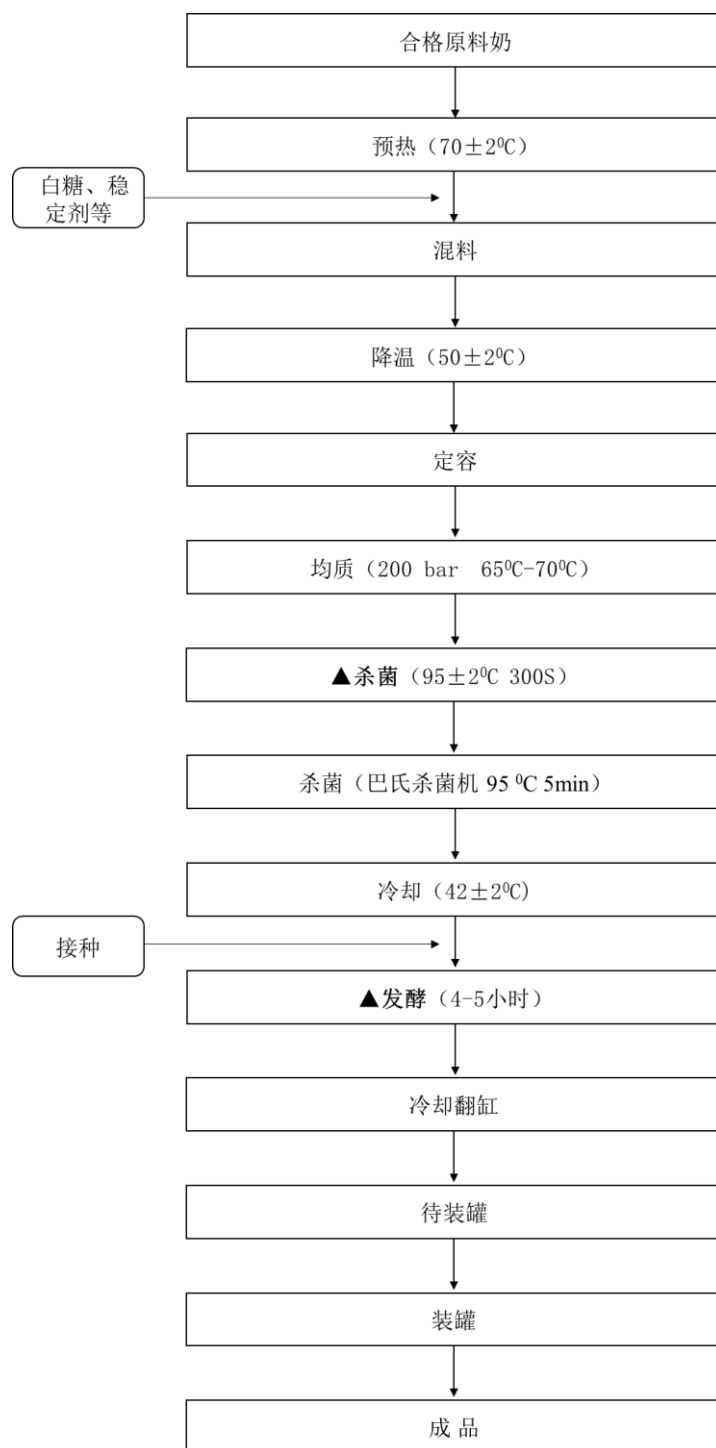 合格原料奶
预热（70±2⁰C）
白糖、稳
定剂等
混料
降温（50±2⁰C）
定容
均质（200 bar  65⁰C-70⁰C）
▲杀菌（95±2⁰C 300S）
杀菌（巴氏杀菌机 95 ⁰C 5min）
冷却（42±2⁰C)
接种
▲发酵（4-5小时）
冷却翻缸
待装罐
装罐
成 品